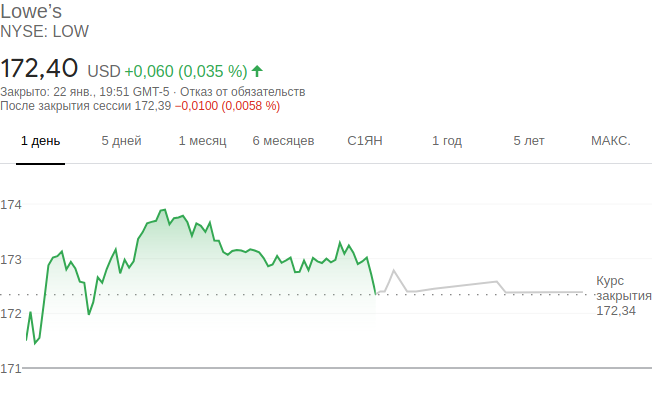 Lowe's
NYSE: LOW
172,40 USD +0,060 (0,035 %)
Закрыто: 22 янв., 19:51 GMT-5 · Отказ от обязательств
После закрытия сессии 172,39 −0,0100 (0,0058 %)
1 день 5 дней 1 месяц 6 месяцев С1ЯН 1 год 5 лет МАКС.
174
173
172
171
Курс
закрытия
172,34